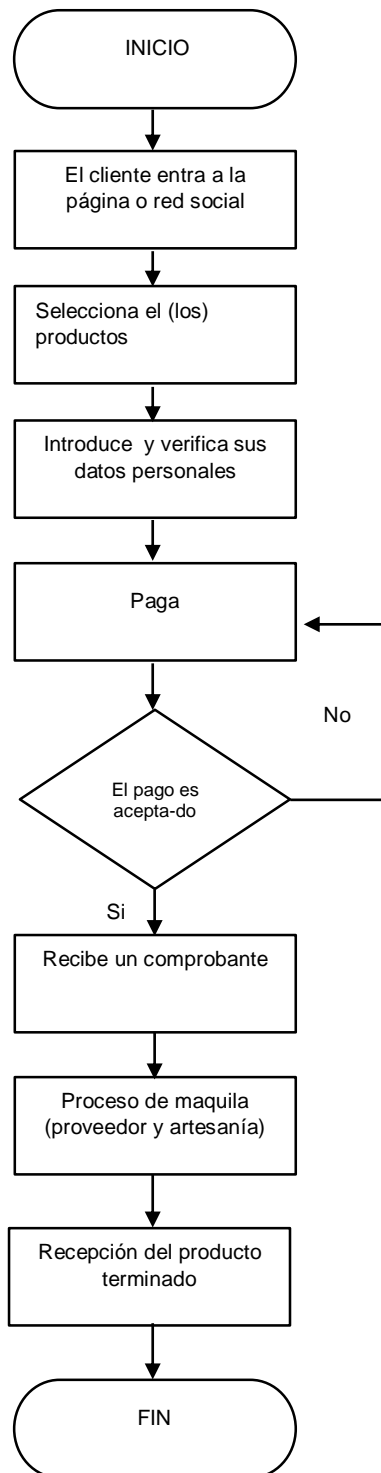 INICIO
El cliente entra a la
página o red social
Selecciona el (los)
productos
Introduce y verifica sus
datos personales
Paga
No
El pago es
acepta-do
Si
Recibe un comprobante
Proceso de maquila
(proveedor y artesanía)
Recepción del producto
terminado
FIN